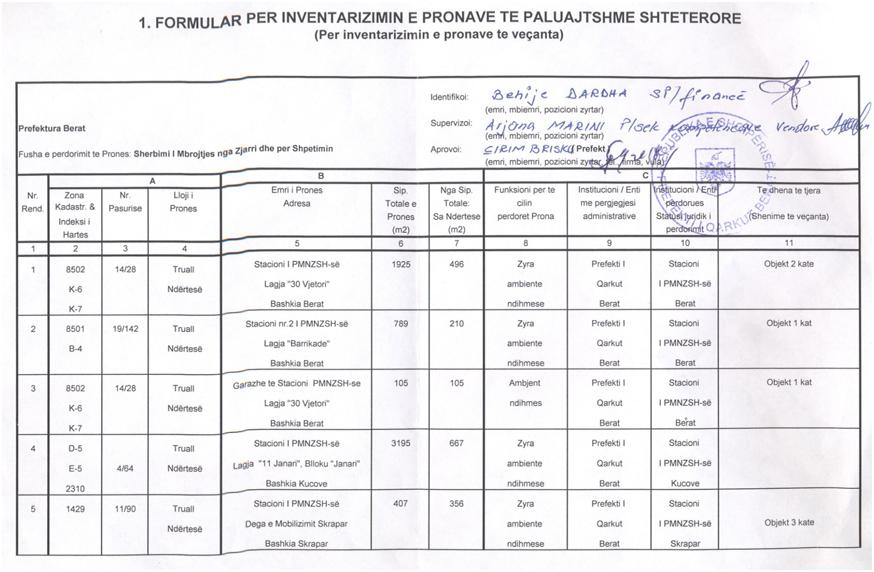 1. FORMULAR PER INVENTARIZIMIN E PRONAVE TE PALUAJTSHME SHTETERORE
(Per inventarizimin e pronave te veçanta)
Identifikoi: Behije DARDHA SP/financë
(emri, mbiemri, pozicioni zyrtar)
Prefektura Berat
Supervizoi: Arjona MARINI P/sek kompetencave Vendore
(emri, mbiemri, pozicioni zyrtar)
Fusha e perdorimit te Prones: Sherbimi I Mbrojtjes nga Zjarri dhe per Shpetimin
Aprovoi: EIRIM BRISKU Prefekt
(emri, mbiemri, pozicioni zyrtar, firma, vula)
REPUBLIKA E SHQIPERISË
PREFEKTI I QARKUT BERAT
A B C
Nr. Rend. Zona Kadastr. & Indeksi i Hartes Nr. Pasurise Lloji i Prones Emri i Prones Adresa Sip. Totale e Prones (m2) Nga Sip. Totale: Sa Ndertese (m2) Funksioni per te cilin perdoret Prona Institucioni / Enti me pergjegjesi administrative Institucioni / Enti perdorues Statusi juridik i perdorimit Te dhena te tjera (Shenime te veçanta)
1 2 3 4 5 6 7 8 9 10 11
1 8502 14/28 Truall Stacioni I PMNZSH-së 1925 496 Zyra Prefekti I Stacioni Objekt 2 kate
K-6 Ndërtesë Lagja "30 Vjetori" ambiente Qarkut I PMNZSH-së
K-7 Bashkia Berat ndihmese Berat Berat
2 8501 19/142 Truall Stacioni nr.2 I PMNZSH-së 789 210 Zyra Prefekti I Stacioni Objekt 1 kat
B-4 Ndërtesë Lagja "Barrikade" ambiente Qarkut I PMNZSH-së
Bashkia Berat ndihmese Berat Berat
3 8502 14/28 Truall Garazhe te Stacioni PMNZSH-se 105 105 Ambjent Prefekti I Stacioni Objekt 1 kat
K-6 Ndërtesë Lagja "30 Vjetori" ndihmes Qarkut I PMNZSH-së
K-7 Bashkia Berat Berat Berat
4 D-5 Truall Stacioni I PMNZSH-së 3195 667 Zyra Prefekti I Stacioni
E-5 4/64 Ndërtesë Lagja "11 Janari", Blloku "Janari" ambiente Qarkut I PMNZSH-së
2310 Bashkia Kucove ndihmese Berat Kucove
5 1429 11/90 Truall Stacioni I PMNZSH-së 407 356 Zyra Prefekti I Stacioni
Ndërtesë Dega e Mobilizimit Skrapar ambiente Qarkut I PMNZSH-së Objekt 3 kate
Bashkia Skrapar ndihmese Berat Skrapar